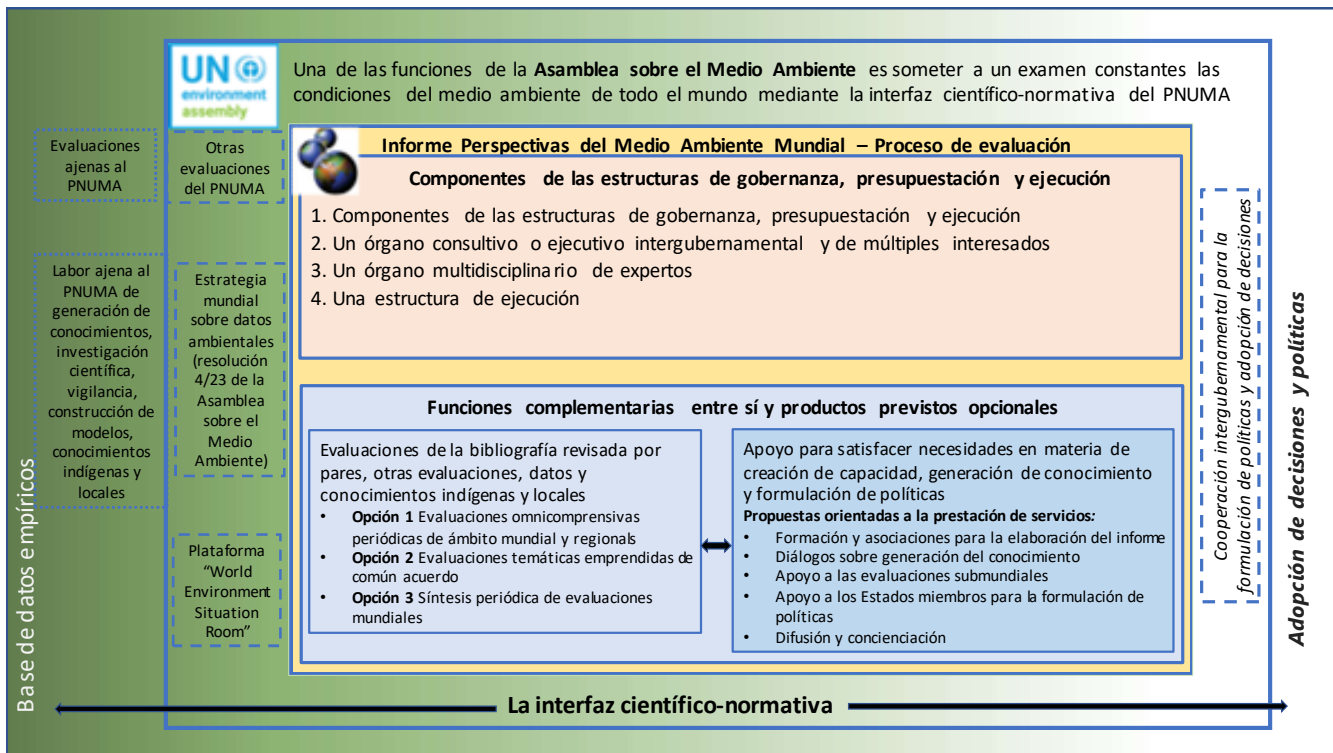 UN
environment
assembly
Una de las funciones de la Asamblea sobre el Medio Ambiente es someter a un examen constantes las
condiciones del medio ambiente de todo el mundo mediante la interfaz científico-normativa del PNUMA
Evaluaciones
ajenas al
PNUMA
Otras
evaluaciones
del PNUMA
Labor ajena al
PNUMA de
generación de
conocimientos,
investigación
científica,
vigilancia,
construcción de
modelos,
conocimientos
indígenas y
locales
Estrategia
mundial
sobre datos
ambientales
(resolución
4/23 de la
Asamblea
sobre el
Medio
Ambiente)
Plataforma
“World
Environment
Situation
Room”
Base de datos empíricos
Informe Perspectivas del Medio Ambiente Mundial – Proceso de evaluación
Componentes de las estructuras de gobernanza, presupuestación y ejecución
1. Componentes de las estructuras de gobernanza, presupuestación y ejecución
2. Un órgano consultivo o ejecutivo intergubernamental y de múltiples interesados
3. Un órgano multidisciplinario de expertos
4. Una estructura de ejecución
Funciones complementarias entre sí y productos previstos opcionales
Evaluaciones de la bibliografía revisada por
pares, otras evaluaciones, datos y
conocimientos indígenas y locales
• Opción 1 Evaluaciones omnicomprensivas
periódicas de ámbito mundial y regionals
• Opción 2 Evaluaciones temáticas emprendidas de
común acuerdo
• Opción 3 Síntesis periódica de evaluaciones
mundiales
Apoyo para satisfacer necesidades en materia de
creación de capacidad, generación de conocimiento
y formulación de políticas
Propuestas orientadas a la prestación de servicios:
• Formación y asociaciones para la elaboración del informe
• Diálogos sobre generación del conocimiento
• Apoyo a las evaluaciones submundiales
• Apoyo a los Estados miembros para la formulación de
políticas
• Difusión y concienciación
Cooperación intergubernamental para la
formulación de políticas y adopción de decisiones
Adopción de decisiones y políticas
La interfaz científico-normativa